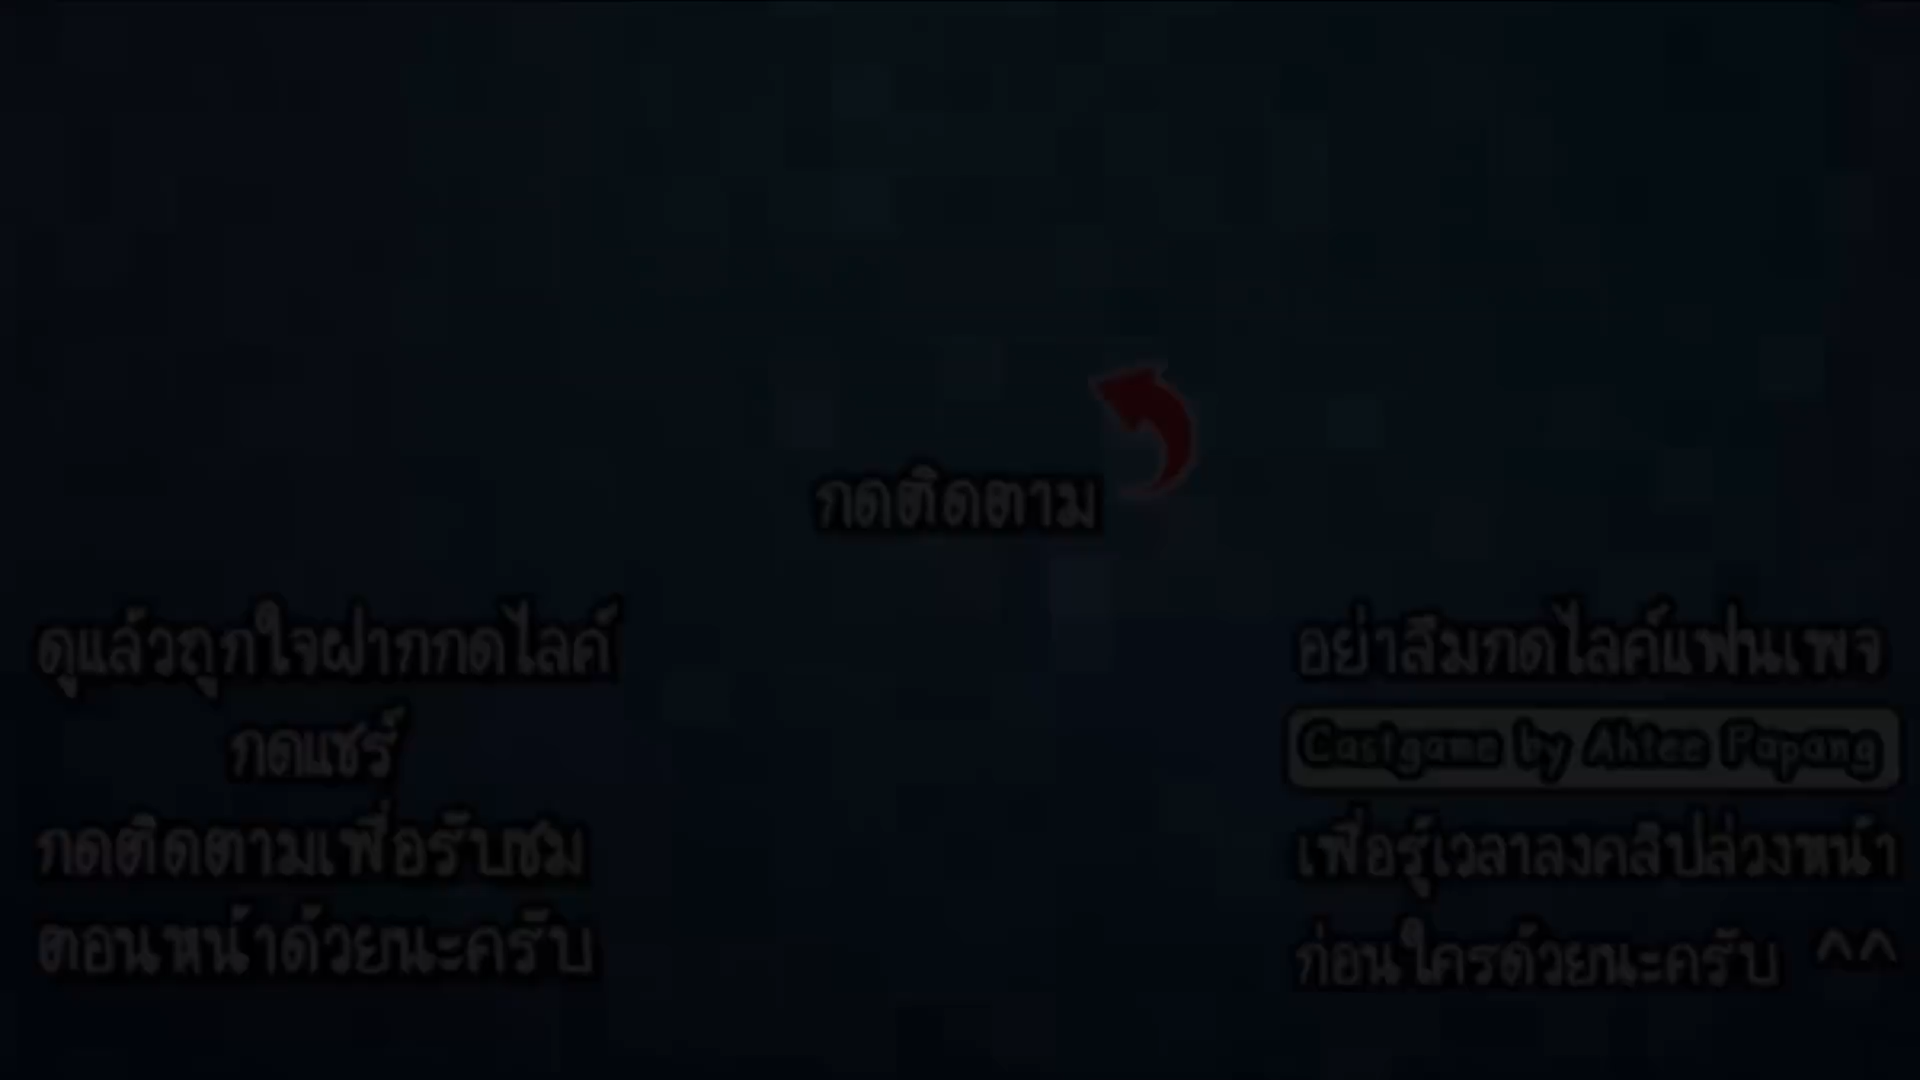 กดติดตาม
ดูแล้วถูกใจฝากกดไลค์
กดแชร์
กดติดตามเพื่อรับชม
ตอนหน้าด้วยนะครับ
อย่าลืมกดไลค์แฟนเพจ
Castgame by Ahtee Papang
เพื่อรู้เวลาลงคลิปล่วงหน้า
ก่อนใครด้วยนะครับ ^^